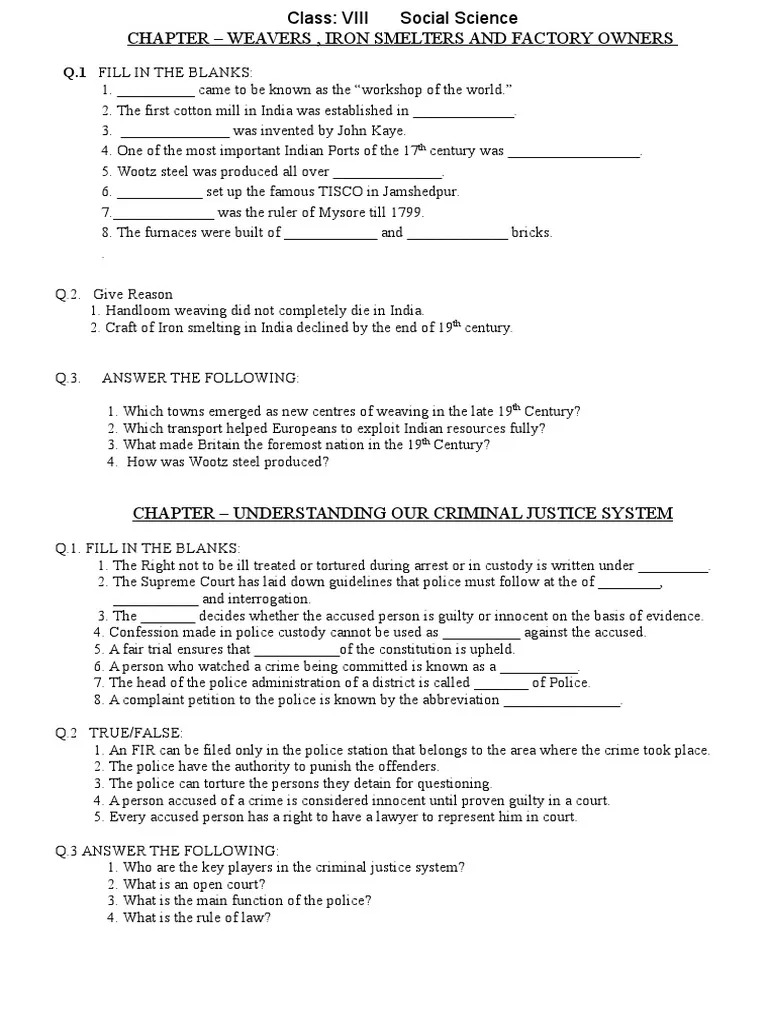 Class: VIII Social Science
CHAPTER – WEAVERS , IRON SMELTERS AND FACTORY OWNERS
Q.1 FILL IN THE BLANKS:
1. ___________ came to be known as the “workshop of the world.”
2. The first cotton mill in India was established in ______________.
3. _______________ was invented by John Kaye.
4. One of the most important Indian Ports of the 17th century was __________________.
5. Wootz steel was produced all over _______________.
6. ____________ set up the famous TISCO in Jamshedpur.
7.______________ was the ruler of Mysore till 1799.
8. The furnaces were built of _____________ and ______________ bricks.
.
Q.2. Give Reason
1. Handloom weaving did not completely die in India.
2. Craft of Iron smelting in India declined by the end of 19th century.
Q.3. ANSWER THE FOLLOWING:
1. Which towns emerged as new centres of weaving in the late 19th Century?
2. Which transport helped Europeans to exploit Indian resources fully?
3. What made Britain the foremost nation in the 19th Century?
4. How was Wootz steel produced?
CHAPTER – UNDERSTANDING OUR CRIMINAL JUSTICE SYSTEM
Q.1. FILL IN THE BLANKS:
1. The Right not to be ill treated or tortured during arrest or in custody is written under __________.
2. The Supreme Court has laid down guidelines that police must follow at the of _________,
____________ and interrogation.
3. The ________ decides whether the accused person is guilty or innocent on the basis of evidence.
4. Confession made in police custody cannot be used as ___________ against the accused.
5. A fair trial ensures that ____________of the constitution is upheld.
6. A person who watched a crime being committed is known as a ___________.
7. The head of the police administration of a district is called ________ of Police.
8. A complaint petition to the police is known by the abbreviation ________________.
Q.2 TRUE/FALSE:
1. An FIR can be filed only in the police station that belongs to the area where the crime took place.
2. The police have the authority to punish the offenders.
3. The police can torture the persons they detain for questioning.
4. A person accused of a crime is considered innocent until proven guilty in a court.
5. Every accused person has a right to have a lawyer to represent him in court.
Q.3 ANSWER THE FOLLOWING:
1. Who are the key players in the criminal justice system?
2. What is an open court?
3. What is the main function of the police?
4. What is the rule of law?